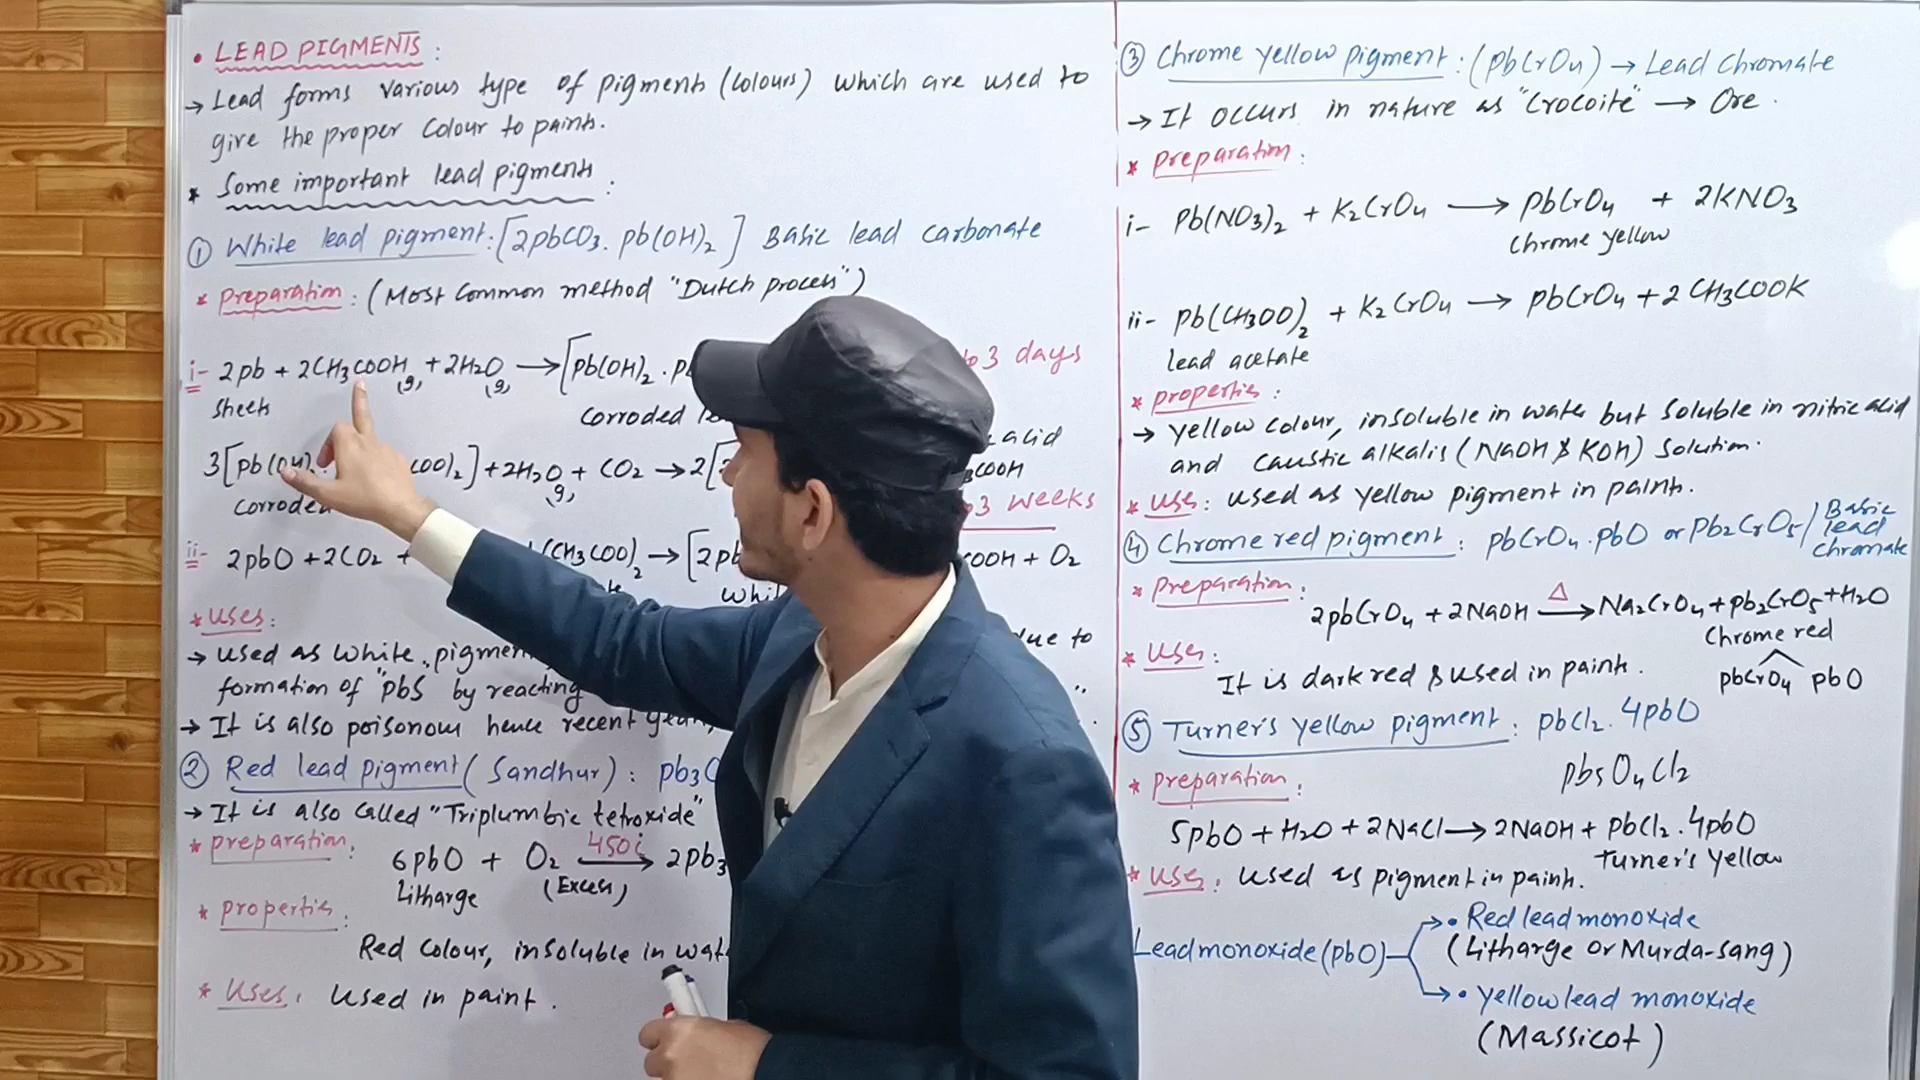 • LEAD PIGMENTS :
→ Lead forms various type of pigments (Colours) which are used to
give the proper Colour to paints.
* Some important lead pigments :
① White lead pigment : [2pbCO3. pb(OH)2] Basic lead carbonate
* Preparation : (Most Common method "Dutch process")
i- 2pb + 2CH3COOH(g) + 2H2O(g) → [Pb(OH)2 . Pb
to 3 days
Sheets
Corroded
acid
3[pb(OH)2 COO)2] + 2H2O(g) + CO2 → 2[
COOH
Corroded
3 weeks
ii- 2pbO + 2CO2 + (CH3COO)2 → [2pb
COOH + O2
Whi
* Uses :
due to
→ Used as white pigment
formation of "PbS by reacting
→ It is also poisonous hence recent years
② Red lead pigment ( Sandhur) : pb3O
→ It is also Called "Triplumbic tetroxide"
* preparation :
6pbO + O2 450c → 2pb3
Litharge (Excess)
* properties :
Red Colour, insoluble in wat
* Uses : Used in paint .
③ Chrome yellow pigment : (pbCrO4) → Lead chromate
→ It occurs in nature as "Crocoite" → Ore .
* preparation :
i- Pb(NO3)2 + K2CrO4 → PbCrO4 + 2KNO3
Chrome yellow
ii- Pb(CH3OO)2 + K2CrO4 → PbCrO4 + 2CH3COOK
lead acetate
* properties :
→ yellow colour, insoluble in water but soluble in nitric acid
and caustic alkalis (NaOH & KOH) solution .
* Use : used as yellow pigment in paints.
④ Chrome red pigment : PbCrO4.PbO or Pb2CrO5 / Basic lead chromate
* preparation :
2pbCrO4 + 2NaOH Δ → Na2CrO4 + pb2CrO5 + H2O
Chrome red
* Uses :
It is dark red & used in paints .
pbCrO4 pbO
⑤ Turner's yellow pigment : pbCl2 . 4pbO
Pb5O4Cl2
* preparation :
5pbO + H2O + 2NaCl → 2NaOH + PbCl2 . 4pbO
Turner's yellow
* Uses : used as pigment in paint.
Lead monoxide (pbO)
• Red lead monoxide
(Litharge or Murda-sang)
• yellow lead monoxide
(Massicot)